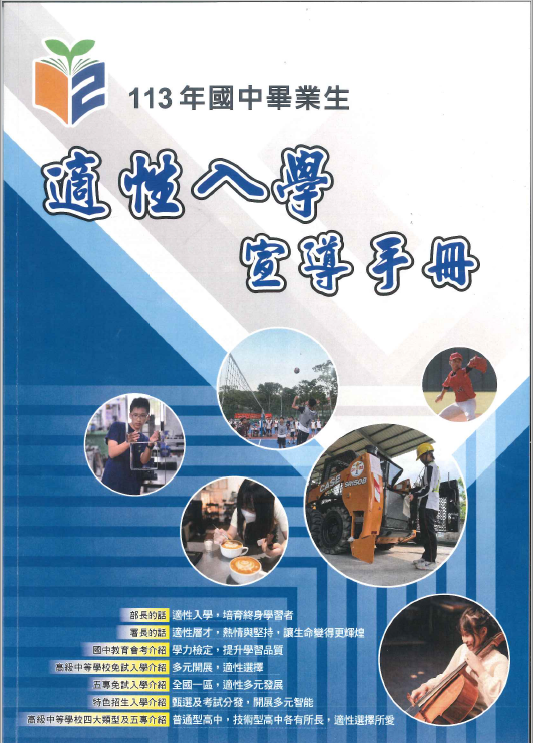 113年國中畢業生
適性入學
宣導手冊
CASE
SR150B
部長的話 適性入學，培育終身學習者
署長的話 適性厝才，熱情與堅持，讓生命變得更輝煌
國中教育會考介紹 學力檢定，提升學習品質
高級中等學校免試入學介紹 多元開展，適性選擇
五專免試入學介紹 全國一區，適性多元發展
特色招生入學介紹 甄選及考試分發，開展多元智能
高級中等學校四大類型及五專介紹 普通型高中，技術型高中各有所長，適性選擇所愛